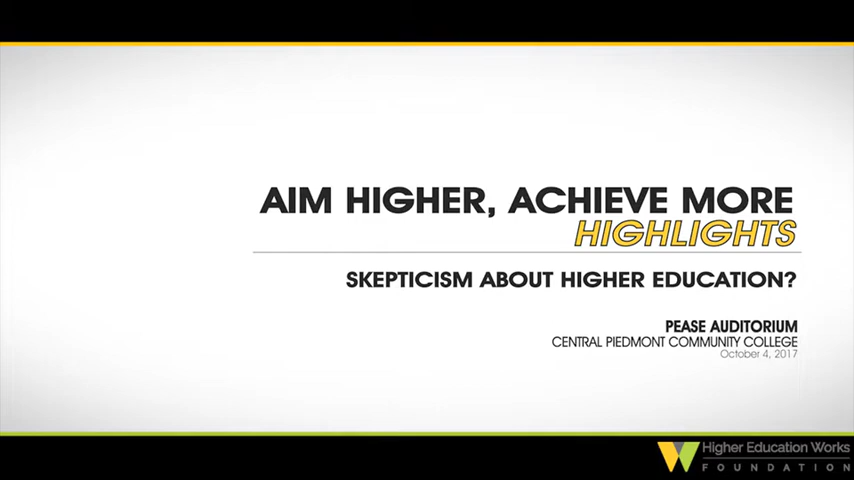 AIM HIGHER, ACHIEVE MORE
HIGHLIGHTS
SKEPTICISM ABOUT HIGHER EDUCATION?
PEASE AUDITORIUM
CENTRAL PIEDMONT COMMUNITY COLLEGE
October 4, 2017
Higher Education Works
FOUNDATION